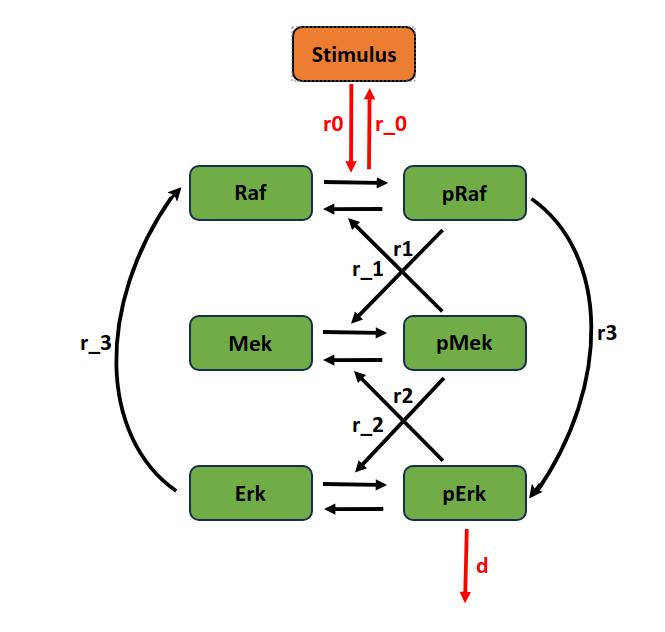 Stimulus
r0
r_0
Raf
pRaf
r1
r_1
r_3
Mek
pMek
r3
r2
r_2
Erk
pErk
d